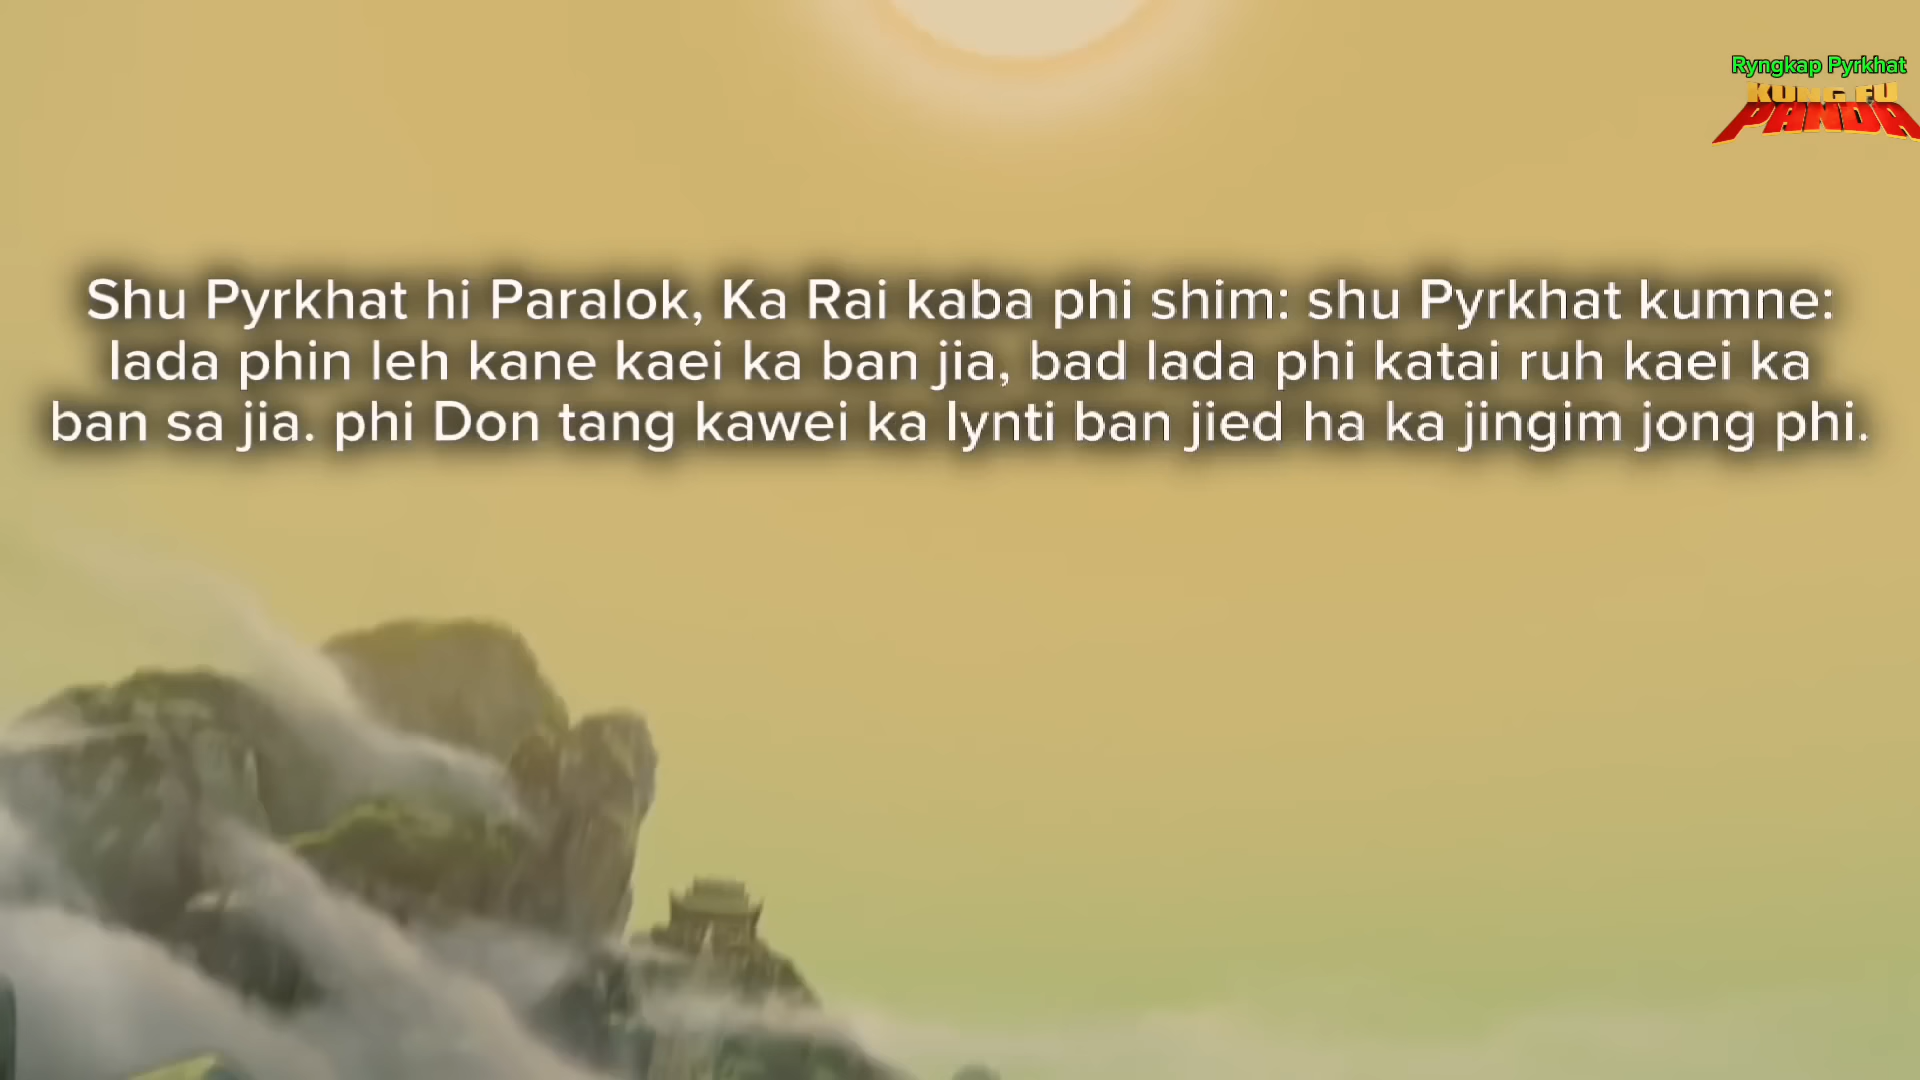 Ryngkap Pyrkhat
KUNG FU
PANDA
Shu Pyrkhat hi Paralok, Ka Rai kaba phi shim: shu Pyrkhat kumne:
lada phin leh kane kaei ka ban jia, bad lada phi katai ruh kaei ka
ban sa jia. phi Don tang kawei ka lynti ban jied ha ka jingim jong phi.